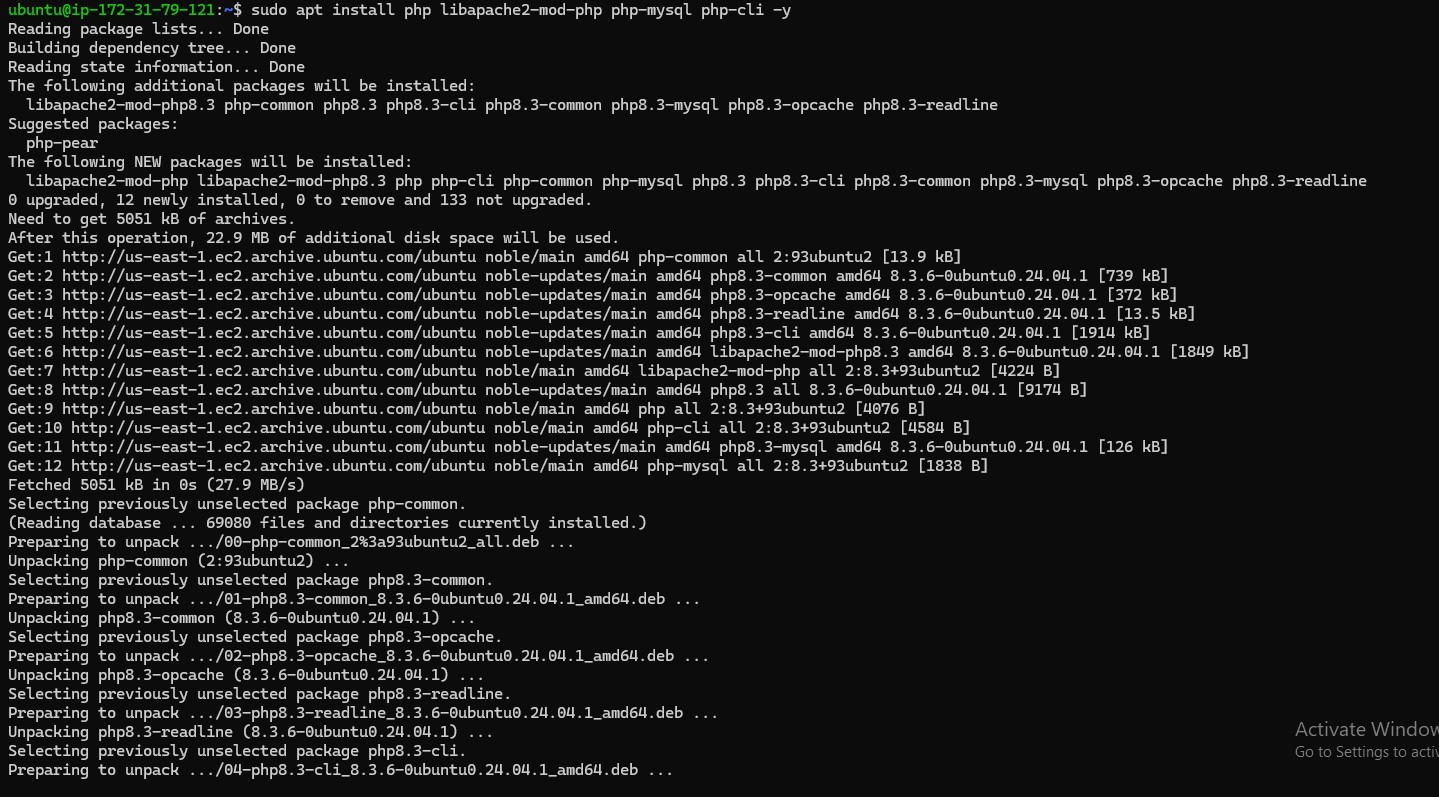 ubuntu@ip-172-31-79-121:~$ sudo apt install php libapache2-mod-php php-mysql php-cli -y
Reading package lists... Done
Building dependency tree... Done
Reading state information... Done
The following additional packages will be installed:
  libapache2-mod-php8.3 php-common php8.3 php8.3-cli php8.3-common php8.3-mysql php8.3-opcache php8.3-readline
Suggested packages:
  php-pear
The following NEW packages will be installed:
  libapache2-mod-php libapache2-mod-php8.3 php php-cli php-common php-mysql php8.3 php8.3-cli php8.3-common php8.3-mysql php8.3-opcache php8.3-readline
0 upgraded, 12 newly installed, 0 to remove and 133 not upgraded.
Need to get 5051 kB of archives.
After this operation, 22.9 MB of additional disk space will be used.
Get:1 http://us-east-1.ec2.archive.ubuntu.com/ubuntu noble/main amd64 php-common all 2:93ubuntu2 [13.9 kB]
Get:2 http://us-east-1.ec2.archive.ubuntu.com/ubuntu noble-updates/main amd64 php8.3-common amd64 8.3.6-0ubuntu0.24.04.1 [739 kB]
Get:3 http://us-east-1.ec2.archive.ubuntu.com/ubuntu noble-updates/main amd64 php8.3-opcache amd64 8.3.6-0ubuntu0.24.04.1 [372 kB]
Get:4 http://us-east-1.ec2.archive.ubuntu.com/ubuntu noble-updates/main amd64 php8.3-readline amd64 8.3.6-0ubuntu0.24.04.1 [13.5 kB]
Get:5 http://us-east-1.ec2.archive.ubuntu.com/ubuntu noble-updates/main amd64 php8.3-cli amd64 8.3.6-0ubuntu0.24.04.1 [1914 kB]
Get:6 http://us-east-1.ec2.archive.ubuntu.com/ubuntu noble-updates/main amd64 libapache2-mod-php8.3 amd64 8.3.6-0ubuntu0.24.04.1 [1849 kB]
Get:7 http://us-east-1.ec2.archive.ubuntu.com/ubuntu noble/main amd64 libapache2-mod-php all 2:8.3+93ubuntu2 [4224 B]
Get:8 http://us-east-1.ec2.archive.ubuntu.com/ubuntu noble-updates/main amd64 php8.3 all 8.3.6-0ubuntu0.24.04.1 [9174 B]
Get:9 http://us-east-1.ec2.archive.ubuntu.com/ubuntu noble/main amd64 php all 2:8.3+93ubuntu2 [4076 B]
Get:10 http://us-east-1.ec2.archive.ubuntu.com/ubuntu noble/main amd64 php-cli all 2:8.3+93ubuntu2 [4584 B]
Get:11 http://us-east-1.ec2.archive.ubuntu.com/ubuntu noble-updates/main amd64 php8.3-mysql amd64 8.3.6-0ubuntu0.24.04.1 [126 kB]
Get:12 http://us-east-1.ec2.archive.ubuntu.com/ubuntu noble/main amd64 php-mysql all 2:8.3+93ubuntu2 [1838 B]
Fetched 5051 kB in 0s (27.9 MB/s)
Selecting previously unselected package php-common.
(Reading database ... 69080 files and directories currently installed.)
Preparing to unpack .../00-php-common_2%3a93ubuntu2_all.deb ...
Unpacking php-common (2:93ubuntu2) ...
Selecting previously unselected package php8.3-common.
Preparing to unpack .../01-php8.3-common_8.3.6-0ubuntu0.24.04.1_amd64.deb ...
Unpacking php8.3-common (8.3.6-0ubuntu0.24.04.1) ...
Selecting previously unselected package php8.3-opcache.
Preparing to unpack .../02-php8.3-opcache_8.3.6-0ubuntu0.24.04.1_amd64.deb ...
Unpacking php8.3-opcache (8.3.6-0ubuntu0.24.04.1) ...
Selecting previously unselected package php8.3-readline.
Preparing to unpack .../03-php8.3-readline_8.3.6-0ubuntu0.24.04.1_amd64.deb ...
Unpacking php8.3-readline (8.3.6-0ubuntu0.24.04.1) ...
Selecting previously unselected package php8.3-cli.
Preparing to unpack .../04-php8.3-cli_8.3.6-0ubuntu0.24.04.1_amd64.deb ...
Activate Window
Go to Settings to activ